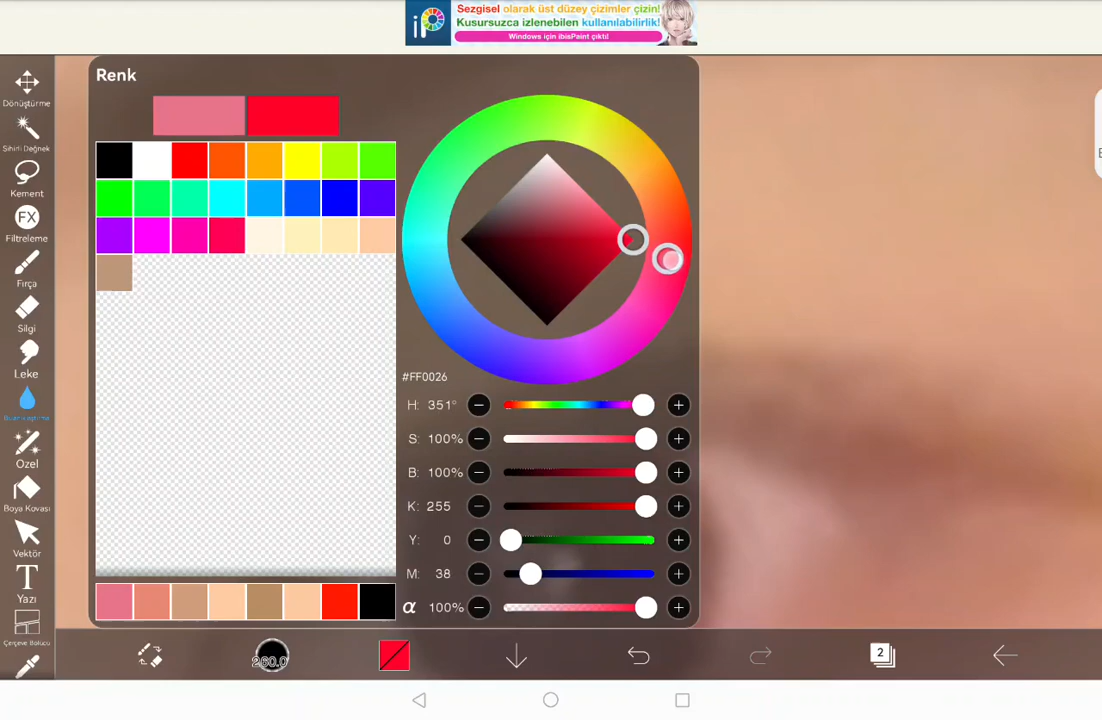 iP
Sezgisel olarak üst düzey çizimler çizin!
Kusursuzca izlenebilen kullanılabilirlik!
Windows için ibisPaint çıktı!
Renk
Dönüştürme
Sihirli Değnek
Kement
FX
Filtreleme
Fırça
Silgi
Leke
Bulanıklaştırma
Özel
Boya Kovası
Vektör
T
Yazı
Çerçeve Bölücü
#FF0026
H: 351°
S: 100%
B: 100%
K: 255
Y: 0
M: 38
α 100%
260.0
2